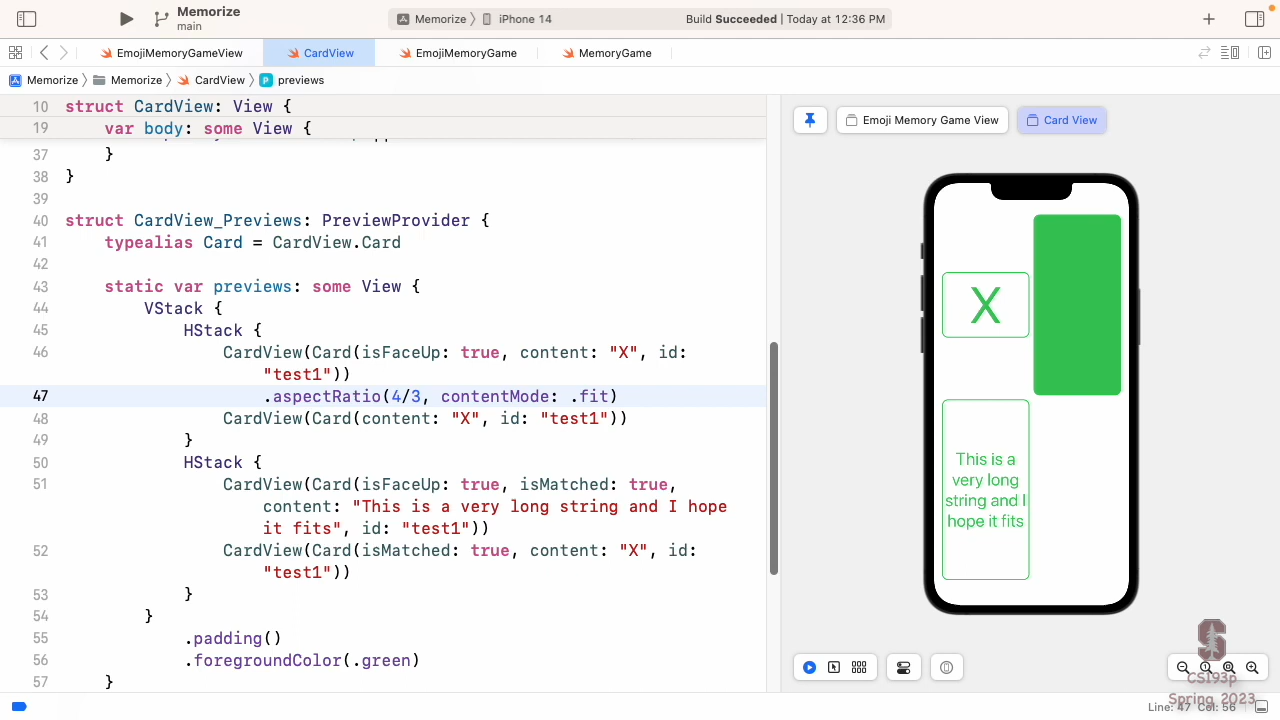 Memorize
main
Memorize
iPhone 14
Build Succeeded | Today at 12:36 PM
EmojiMemoryGameView
CardView
EmojiMemoryGame
MemoryGame
Memorize
Memorize
CardView
P
previews
10 struct CardView: View {
19 var body: some View {
37 }
38 }
39
40 struct CardView_Previews: PreviewProvider {
41 typealias Card = CardView.Card
42
43 static var previews: some View {
44 VStack {
45 HStack {
46 CardView(Card(isFaceUp: true, content: "X", id:
"test1"))
47 .aspectRatio(4/3, contentMode: .fit)
48 CardView(Card(content: "X", id: "test1"))
49 }
50 HStack {
51 CardView(Card(isFaceUp: true, isMatched: true,
content: "This is a very long string and I hope
it fits", id: "test1"))
52 CardView(Card(isMatched: true, content: "X", id:
"test1"))
53 }
54 }
55 .padding()
56 .foregroundColor(.green)
57 }
Emoji Memory Game View
Card View
X
This is a
very long
string and I
hope it fits
CS193p
Spring 2023
Line: 47 Col: 56